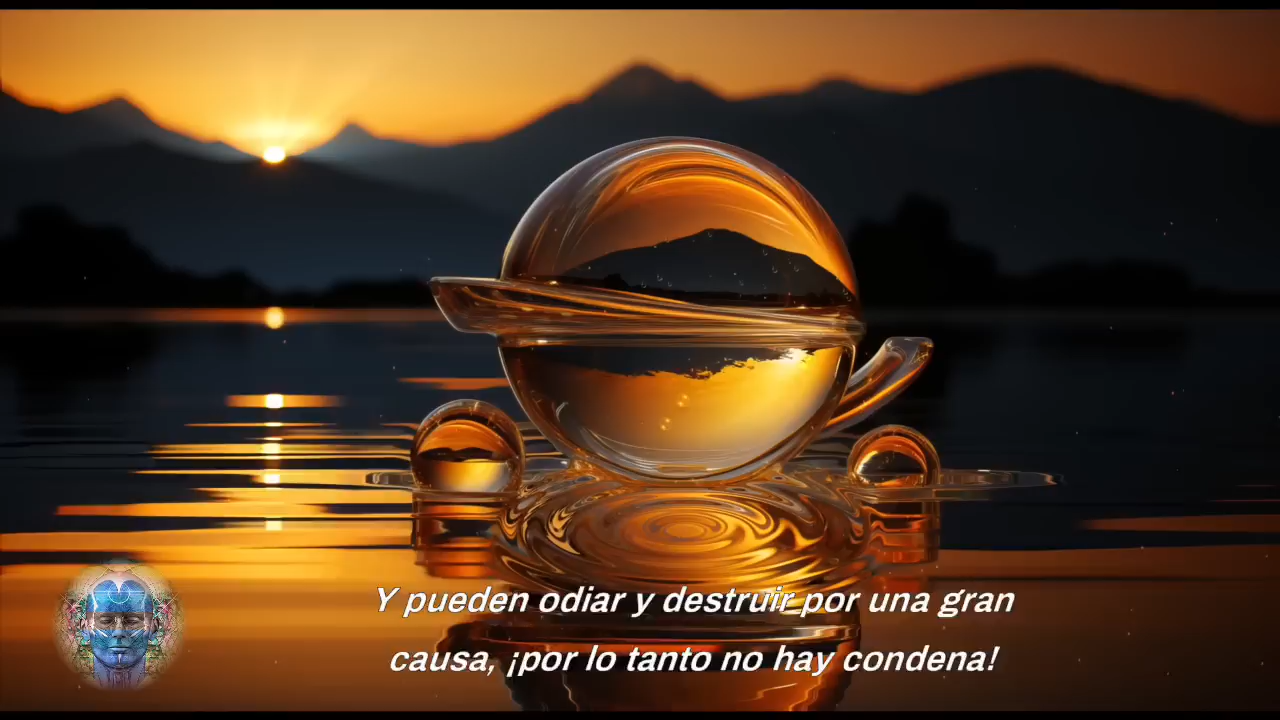 Y pueden odiar y destruir por una gran
causa, ¡por lo tanto no hay condena!